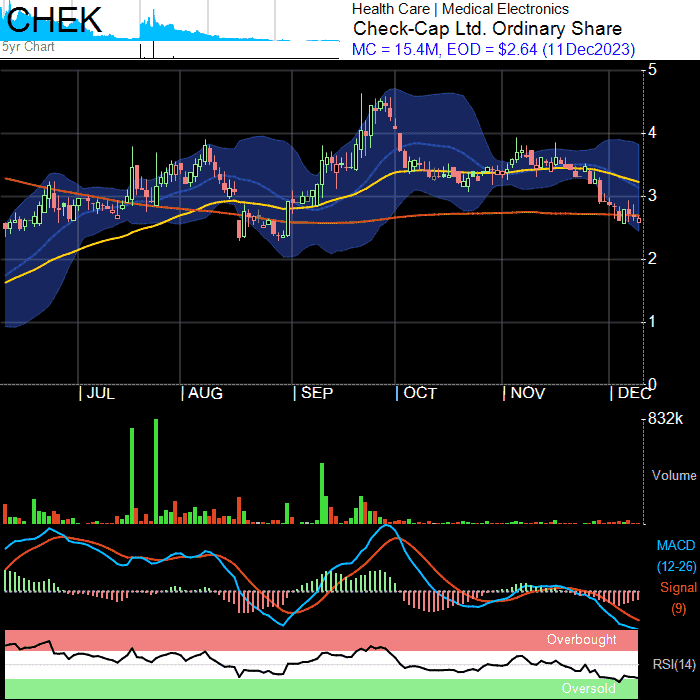 CHEK
5yr Chart
Health Care | Medical Electronics
Check-Cap Ltd. Ordinary Share
MC = 15.4M, EOD = $2.64 (11Dec2023)
5
4
3
2
1
0
| JUL | AUG | SEP | OCT | NOV | DEC
832k
Volume
MACD
(12-26)
Signal
(9)
Overbought
RSI(14)
Oversold